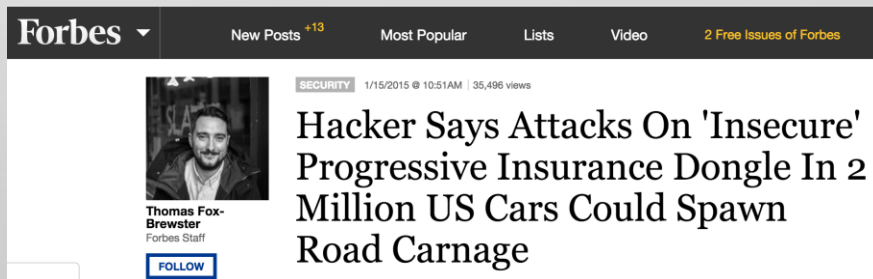 Forbes
New Posts +13 Most Popular Lists Video 2 Free Issues of Forbes
SECURITY 1/15/2015 @ 10:51AM 35,496 views
Hacker Says Attacks On 'Insecure'
Progressive Insurance Dongle In 2
Million US Cars Could Spawn
Road Carnage
Thomas Fox-
Brewster
Forbes Staff
FOLLOW